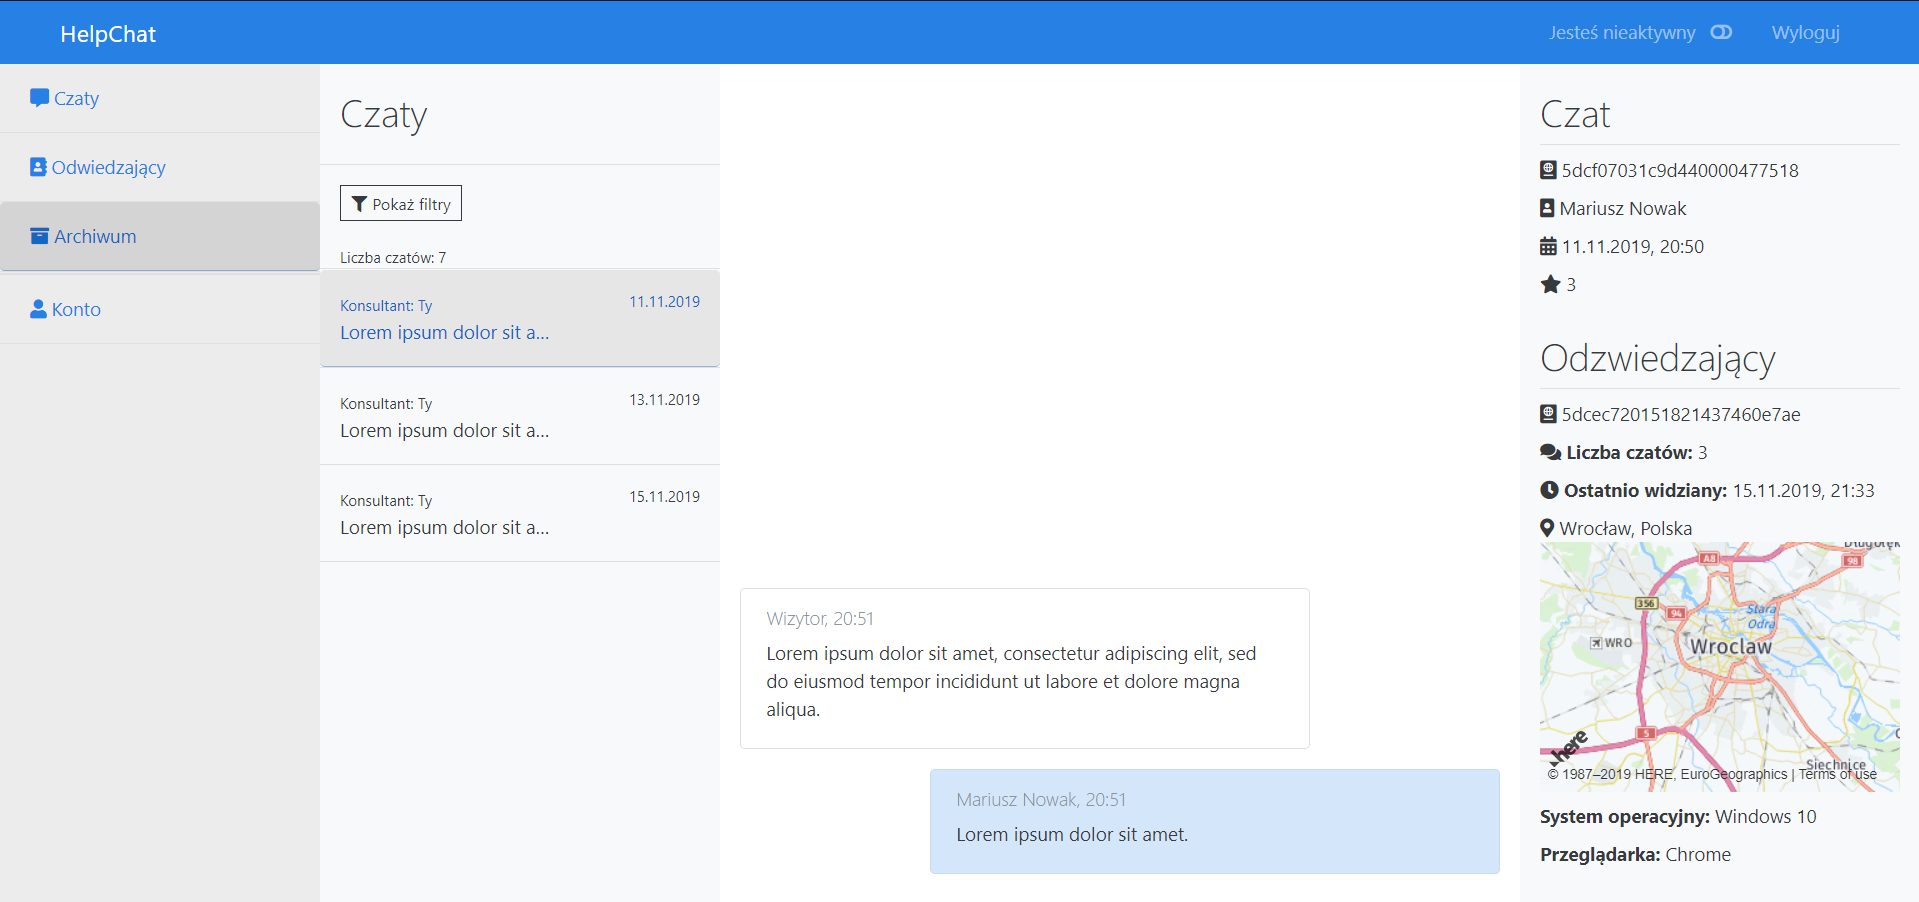 HelpChat
Jesteś nieaktywny
Wyloguj
Czaty
Odwiedzający
Archiwum
Konto
Czaty
Pokaż filtry
Liczba czatów: 7
Konsultant: Ty
11.11.2019
Lorem ipsum dolor sit a...
Konsultant: Ty
13.11.2019
Lorem ipsum dolor sit a...
Konsultant: Ty
15.11.2019
Lorem ipsum dolor sit a...
Wizytor, 20:51
Lorem ipsum dolor sit amet, consectetur adipiscing elit, sed
do eiusmod tempor incididunt ut labore et dolore magna
aliqua.
Mariusz Nowak, 20:51
Lorem ipsum dolor sit amet.
Czat
5dcf07031c9d440000477518
Mariusz Nowak
11.11.2019, 20:50
3
Odzwiedzający
5dcec720151821437460e7ae
Liczba czatów: 3
Ostatnio widziany: 15.11.2019, 21:33
Wrocław, Polska
A8
98
356
94
Stara
Odra
WRO
Wroclaw
5
here
Siechnice
© 1987–2019 HERE, EuroGeographics | Terms of use
System operacyjny: Windows 10
Przeglądarka: Chrome